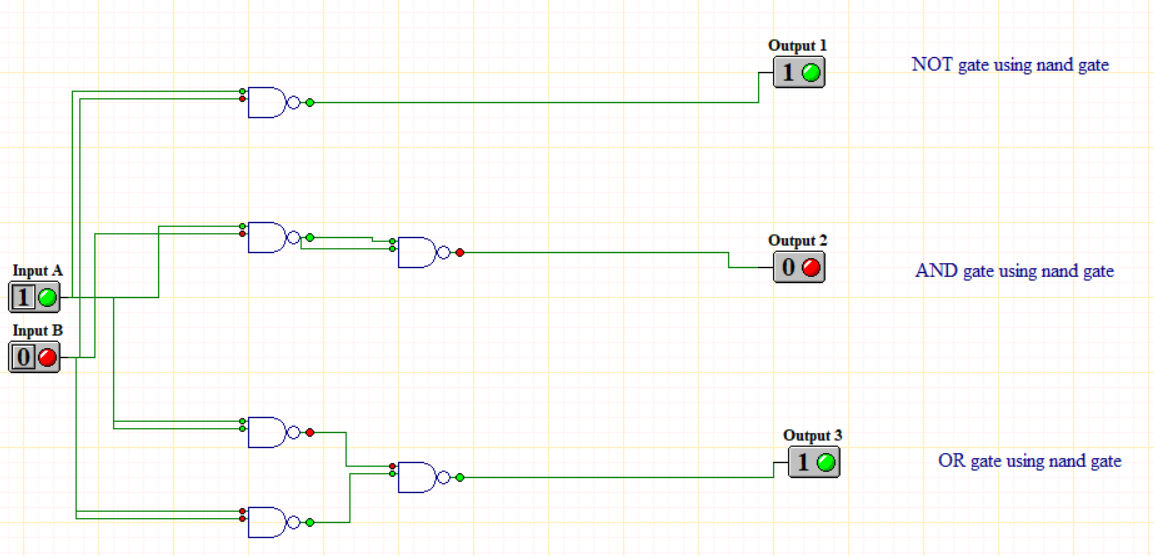 Output 1
1
NOT gate using nand gate
Output 2
0
AND gate using nand gate
Input A
1
Input B
0
Output 3
1
OR gate using nand gate